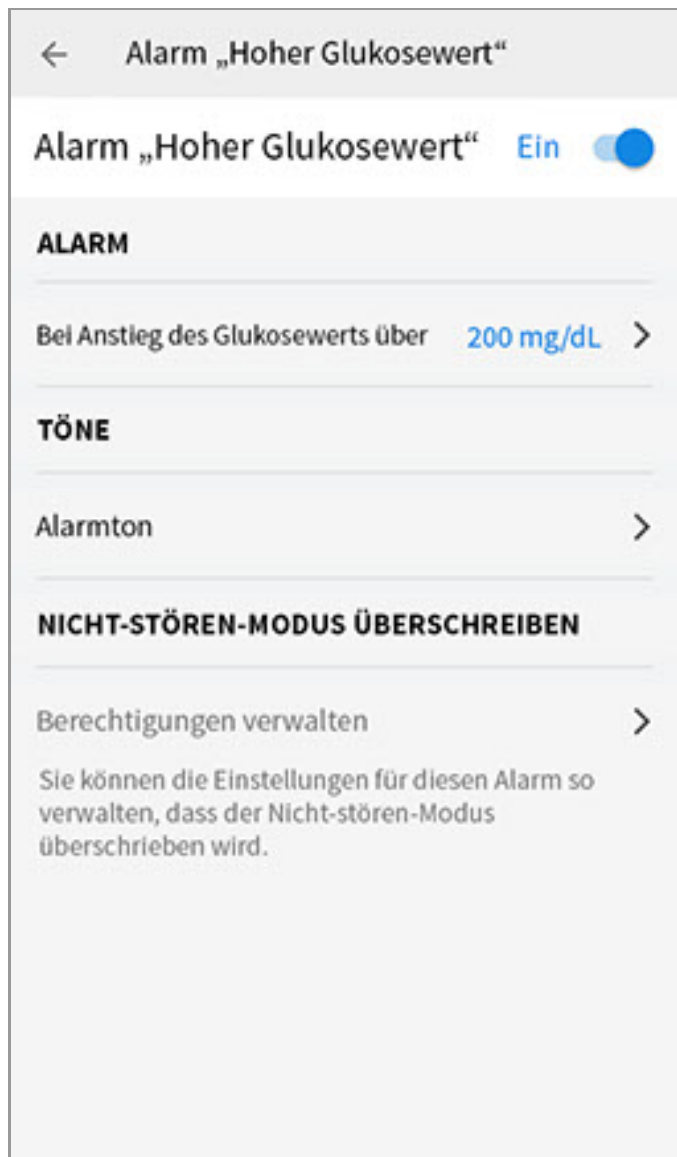 Alarm „Hoher Glukosewert“
Alarm „Hoher Glukosewert“ Ein
ALARM
Bei Anstieg des Glukosewerts über 200 mg/dL
TÖNE
Alarmton
NICHT-STÖREN-MODUS ÜBERSCHREIBEN
Berechtigungen verwalten
Sie können die Einstellungen für diesen Alarm so
verwalten, dass der Nicht-stören-Modus
überschrieben wird.